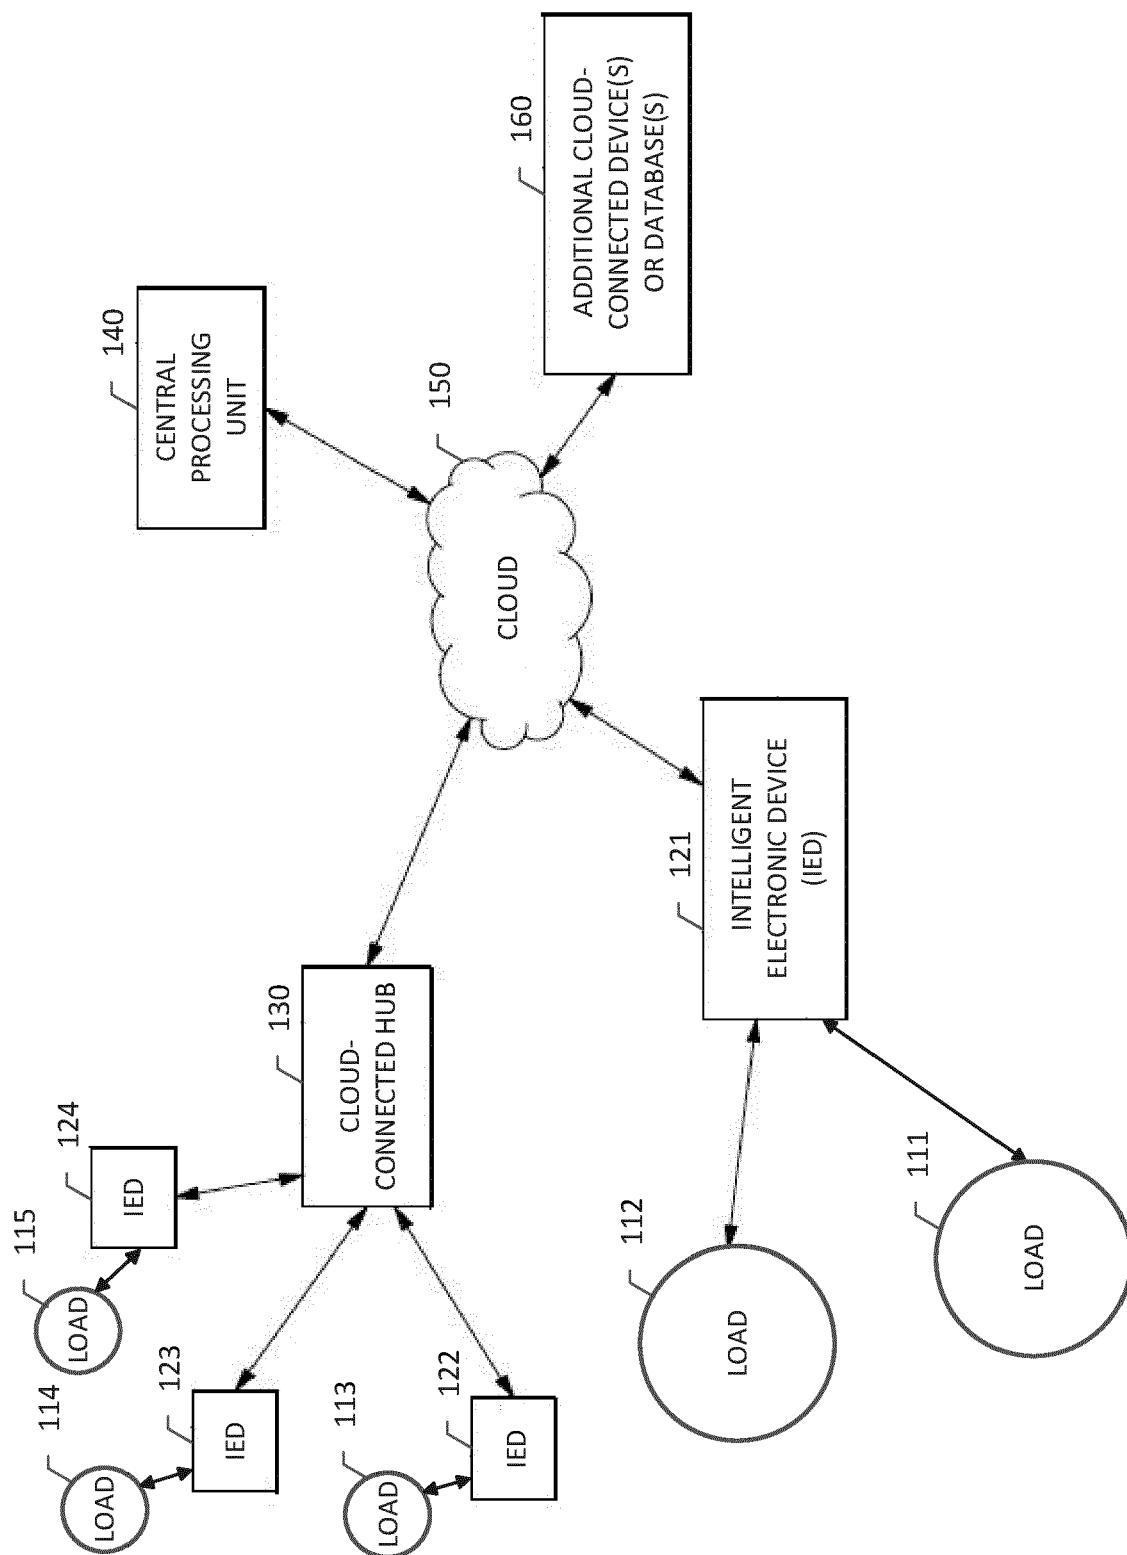 115
LOAD
124
IED
114
LOAD
123
IED
113
LOAD
122
IED
130
CLOUD-
CONNECTED HUB
140
CENTRAL
PROCESSING
UNIT
150
CLOUD
160
ADDITIONAL CLOUD-
CONNECTED DEVICE(S)
OR DATABASE(S)
112
LOAD
111
LOAD
121
INTELLIGENT
ELECTRONIC DEVICE
(IED)